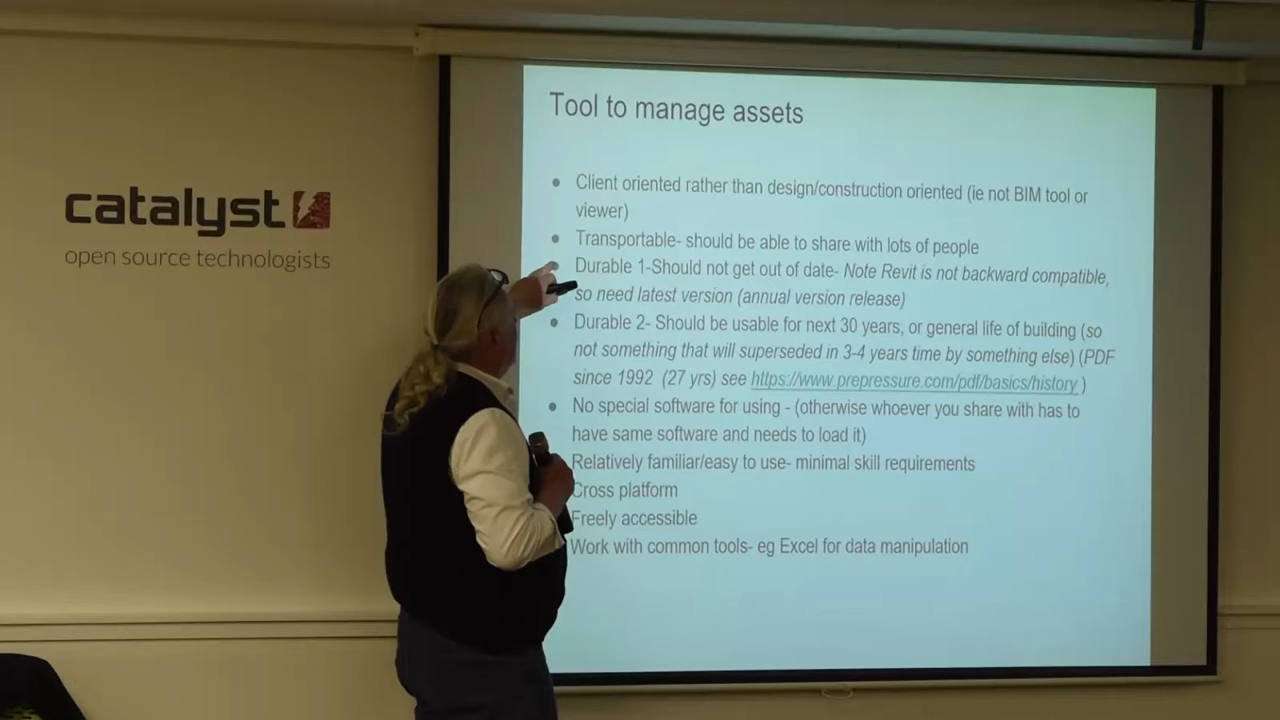 catalyst
open source technologists
Tool to manage assets
● Client oriented rather than design/construction oriented (ie not BIM tool or
viewer)
● Transportable- should be able to share with lots of people
Durable 1-Should not get out of date- Note Revit is not backward compatible,
so need latest version (annual version release)
● Durable 2- Should be usable for next 30 years, or general life of building (so
not something that will superseded in 3-4 years time by something else) (PDF
since 1992 (27 yrs) see https://www.prepressure.com/pdf/basics/history )
● No special software for using - (otherwise whoever you share with has to
have same software and needs to load it)
Relatively familiar/easy to use- minimal skill requirements
Cross platform
Freely accessible
Work with common tools- eg Excel for data manipulation